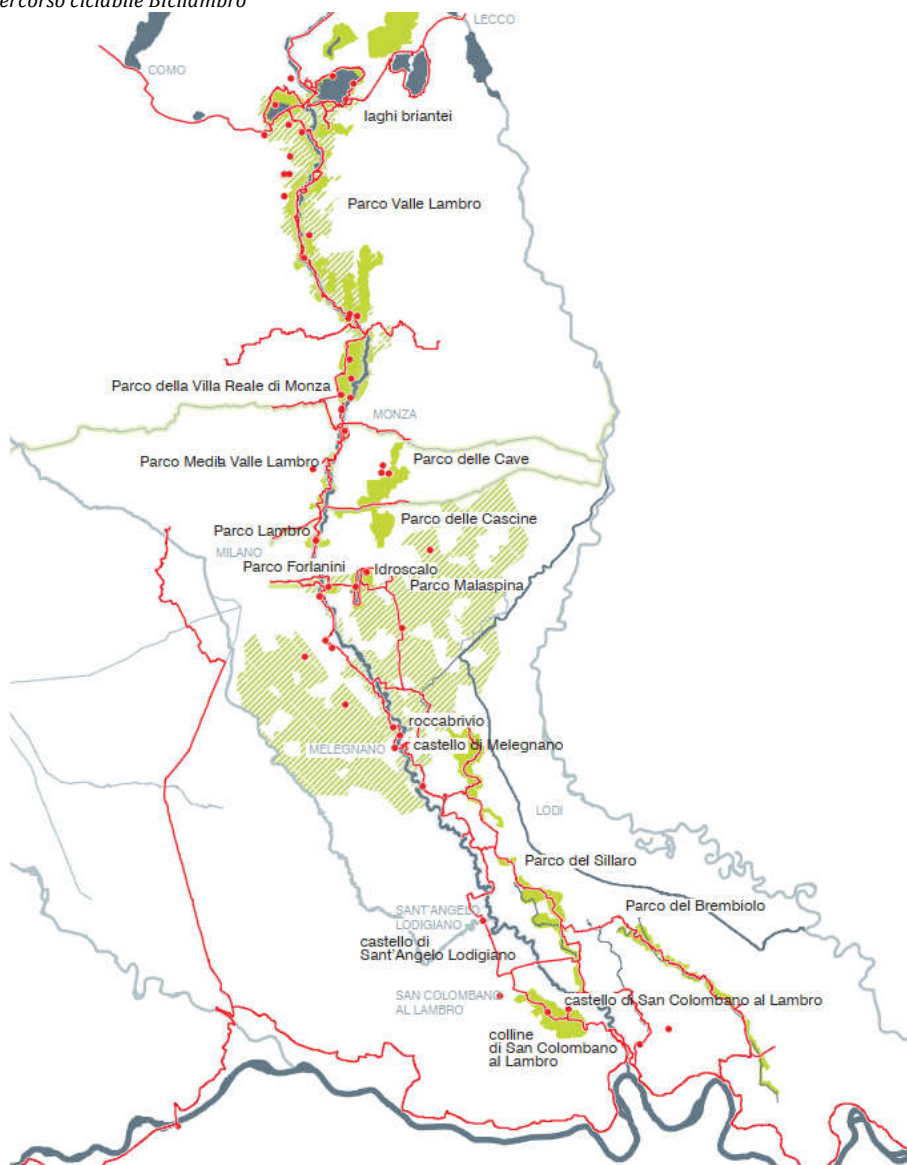 ercorso ciclabile Bicilambro
LECCO
COMO
laghi briantei
Parco Valle Lambro
Parco della Villa Reale di Monza
MONZA
Parco Media Valle Lambro
Parco delle Cave
Parco delle Cascine
Parco Lambro
MILANO
Parco Forlanini
Idroscalo
Parco Malaspina
roccabrivio
MELEGNANO
castello di Melegnano
LODI
Parco del Sillaro
Parco del Brembiolo
SANT'ANGELO
LODIGIANO
castello di
Sant'Angelo Lodigiano
SAN COLOMBANO
AL LAMBRO
castello di San Colombano al Lambro
colline
di San Colombano
al Lambro